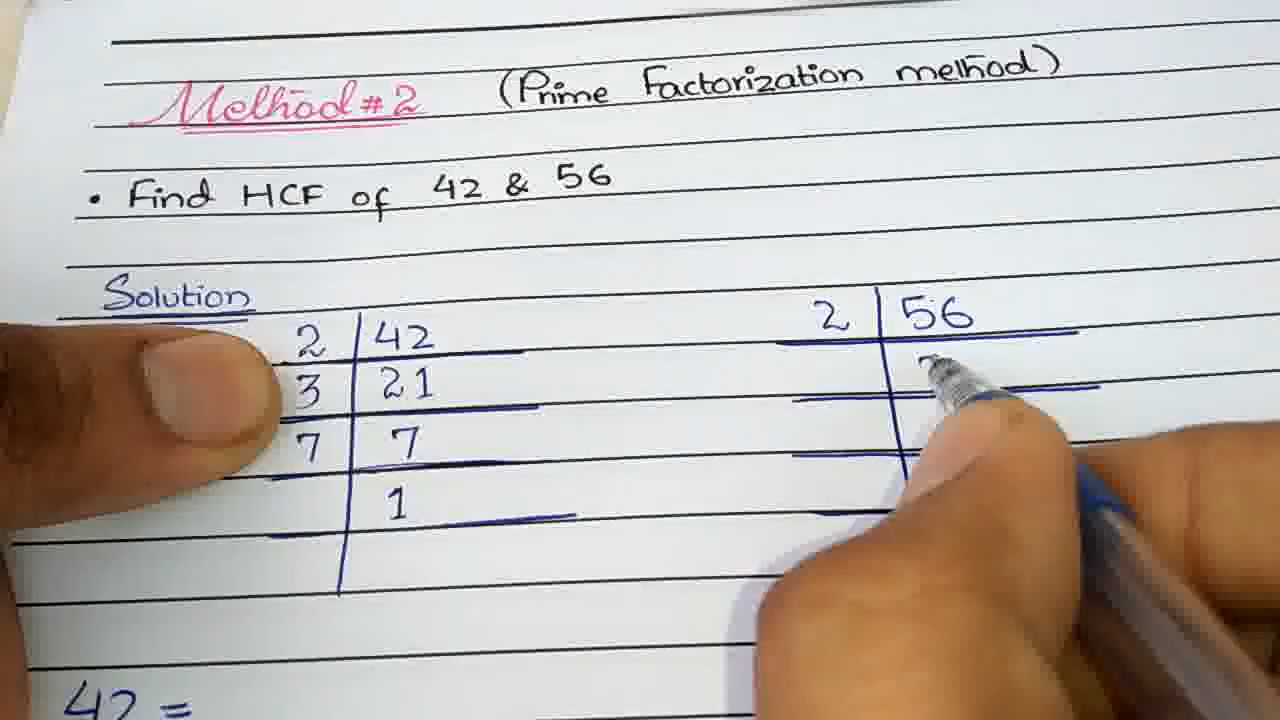 Method #2 (Prime Factorization method)
• Find HCF of 42 & 56
Solution
2 42 2 56
3 21
7 7
1
42 =